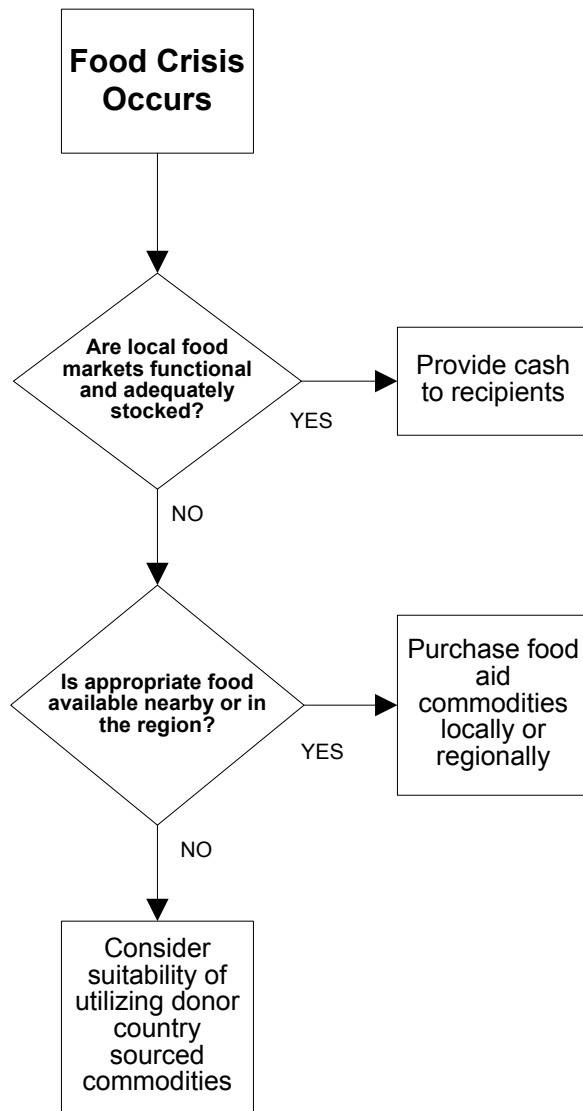 Food Crisis
Occurs
Are local food
markets functional
and adequately
stocked?
YES
Provide cash
to recipients
NO
Is appropriate food
available nearby or in
the region?
YES
Purchase food
aid
commodities
locally or
regionally
NO
Consider
suitability of
utilizing donor
country
sourced
commodities